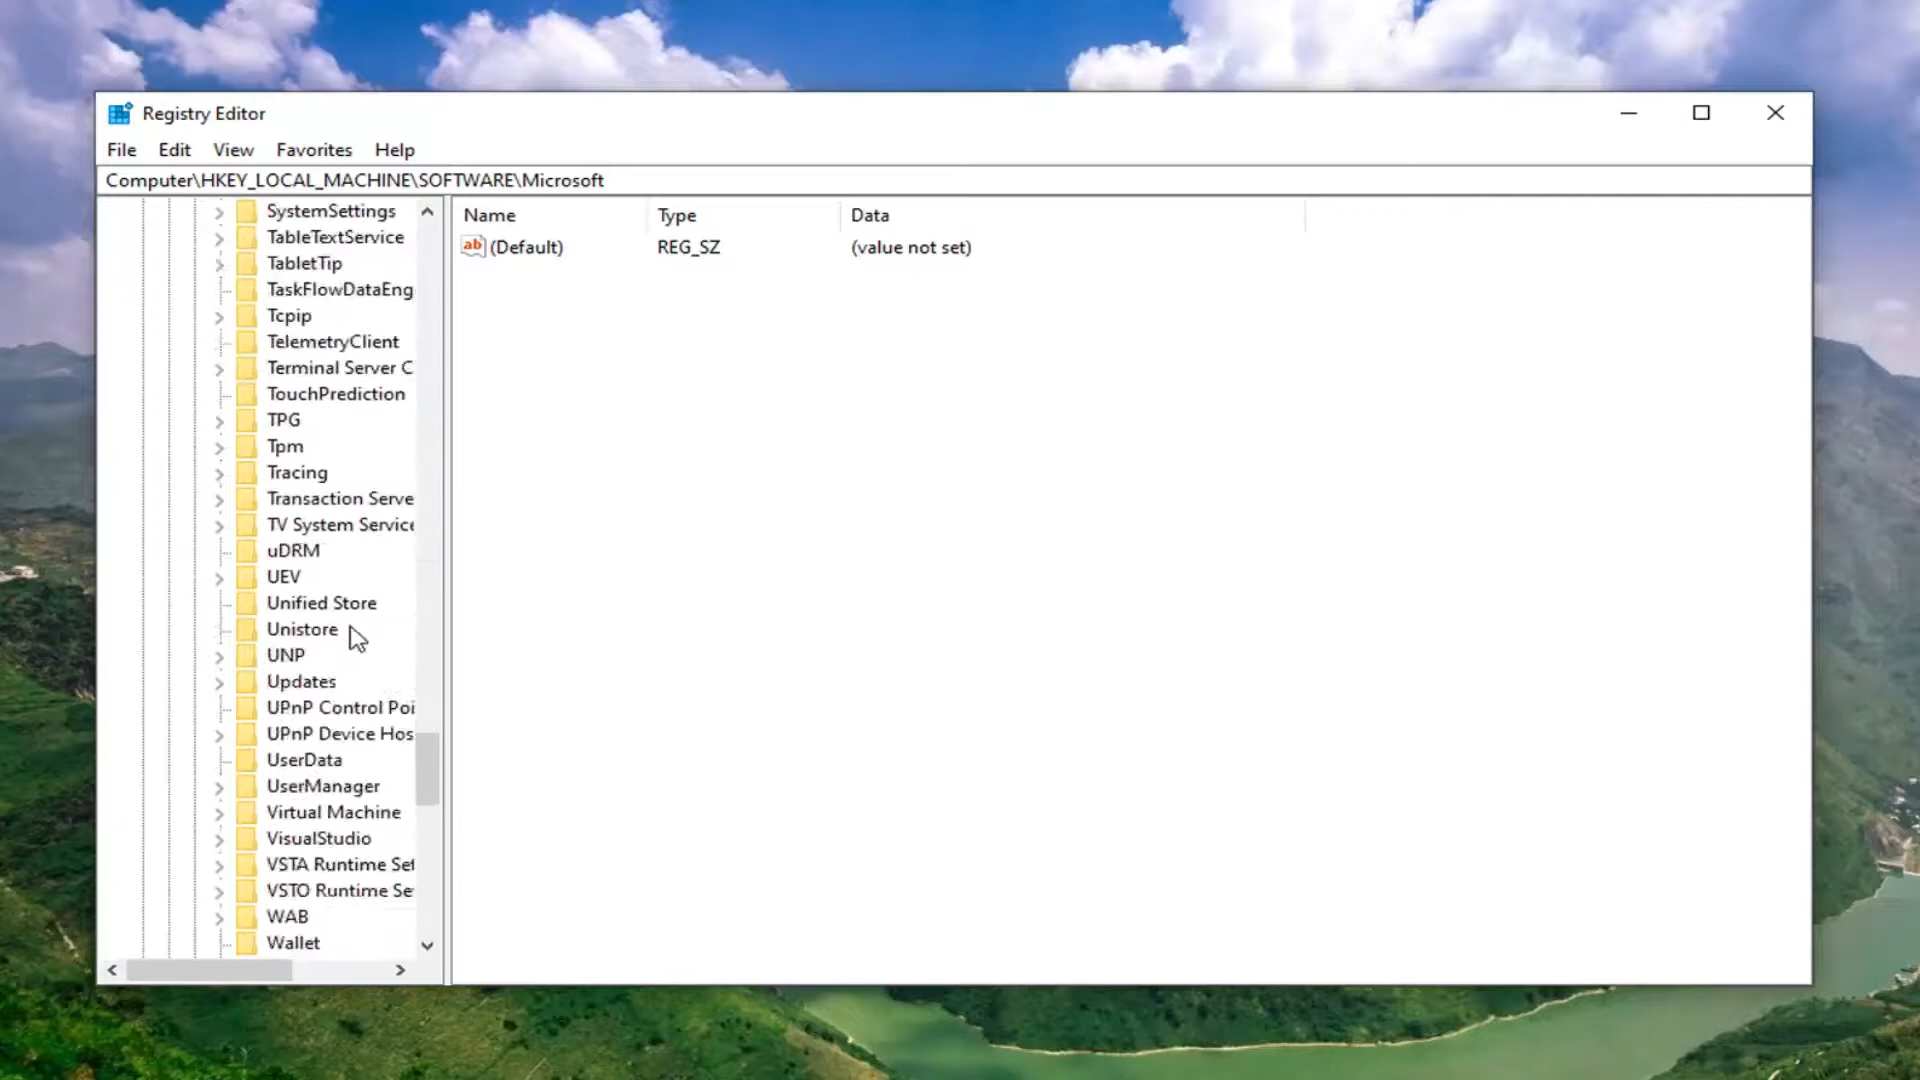 Registry Editor
File Edit View Favorites Help
Computer\HKEY_LOCAL_MACHINE\SOFTWARE\Microsoft
SystemSettings
TableTextService
TabletTip
TaskFlowDataEng
Tcpip
TelemetryClient
Terminal Server C
TouchPrediction
TPG
Tpm
Tracing
Transaction Serve
TV System Service
uDRM
UEV
Unified Store
Unistore
UNP
Updates
UPnP Control Poi
UPnP Device Hos
UserData
UserManager
Virtual Machine
VisualStudio
VSTA Runtime Set
VSTO Runtime Se
WAB
Wallet
Name Type Data
ab (Default) REG_SZ (value not set)